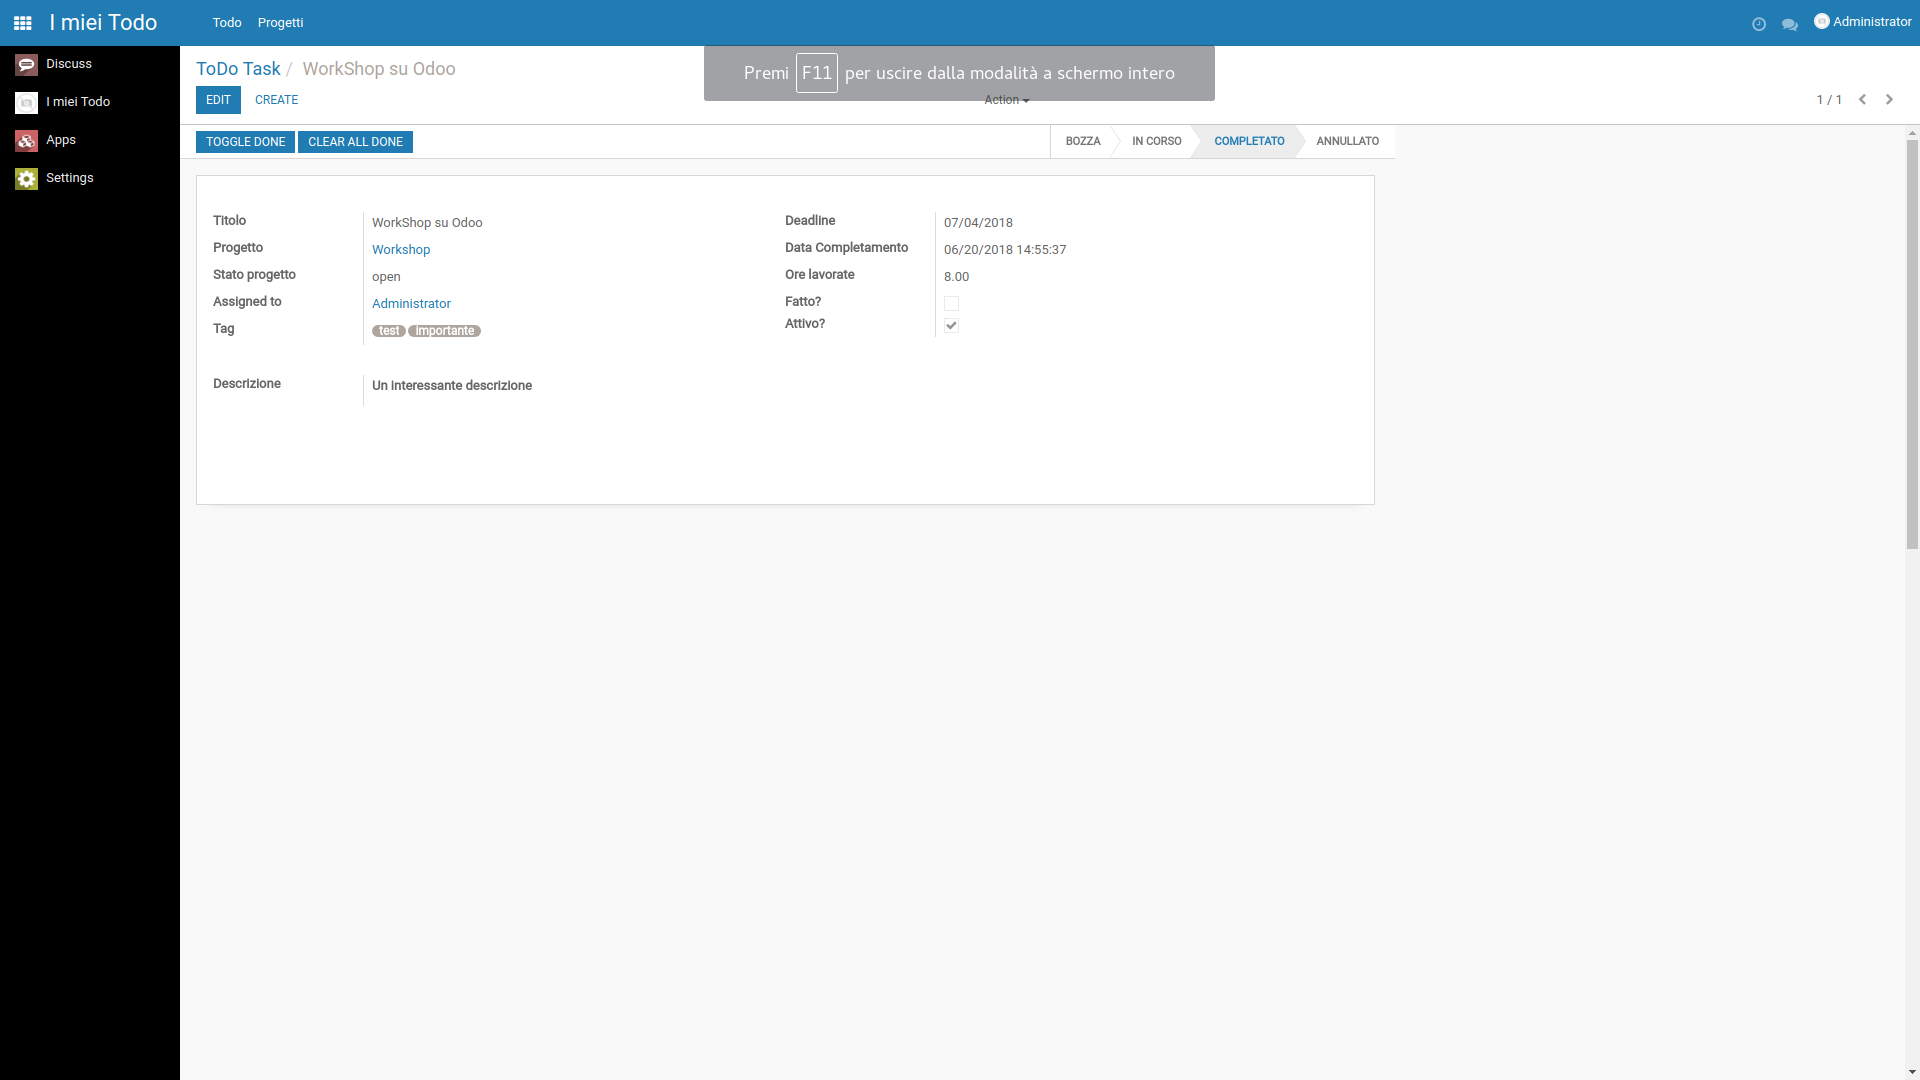 I miei Todo Todo Progetti Administrator
Discuss
I miei Todo
Apps
Settings
ToDo Task / WorkShop su Odoo
Premi F11 per uscire dalla modalità a schermo intero
EDIT CREATE Action 1 / 1
TOGGLE DONE CLEAR ALL DONE BOZZA IN CORSO COMPLETATO ANNULLATO
Titolo WorkShop su Odoo Deadline 07/04/2018
Progetto Workshop Data Completamento 06/20/2018 14:55:37
Stato progetto open Ore lavorate 8.00
Assigned to Administrator Fatto?
Tag test importante Attivo?
Descrizione Un interessante descrizione